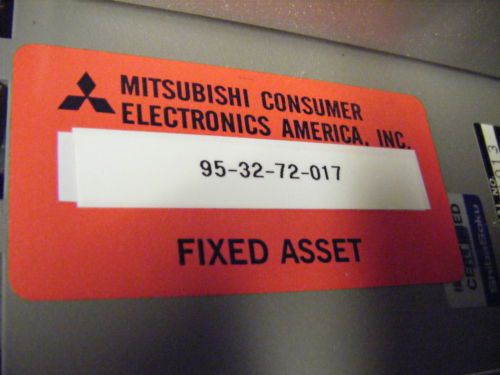 MITSUBISHI CONSUMER
ELECTRONICS AMERICA, INC.
95-32-72-017
FIXED ASSET